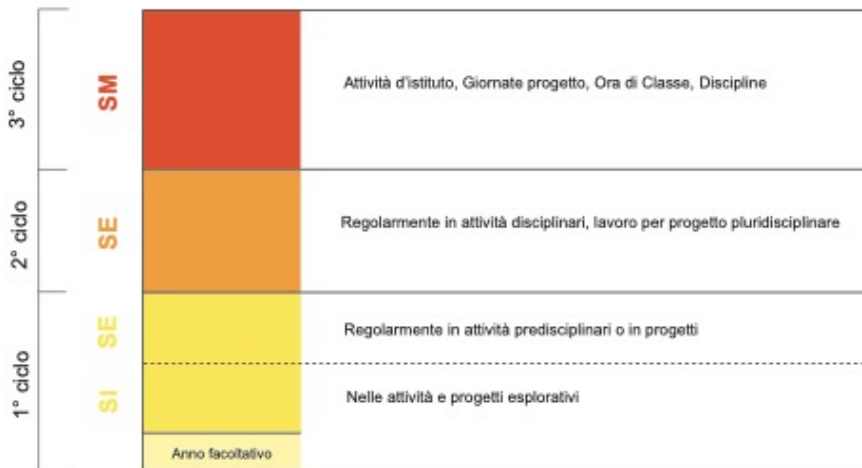 3° ciclo
SM
Attività d'istituto, Giornate progetto, Ora di Classe, Discipline
2° ciclo
SE
Regolarmente in attività disciplinari, lavoro per progetto pluridisciplinare
1° ciclo
SE
Regolarmente in attività predisciplinari o in progetti
SI
Nelle attività e progetti esplorativi
Anno facoltativo